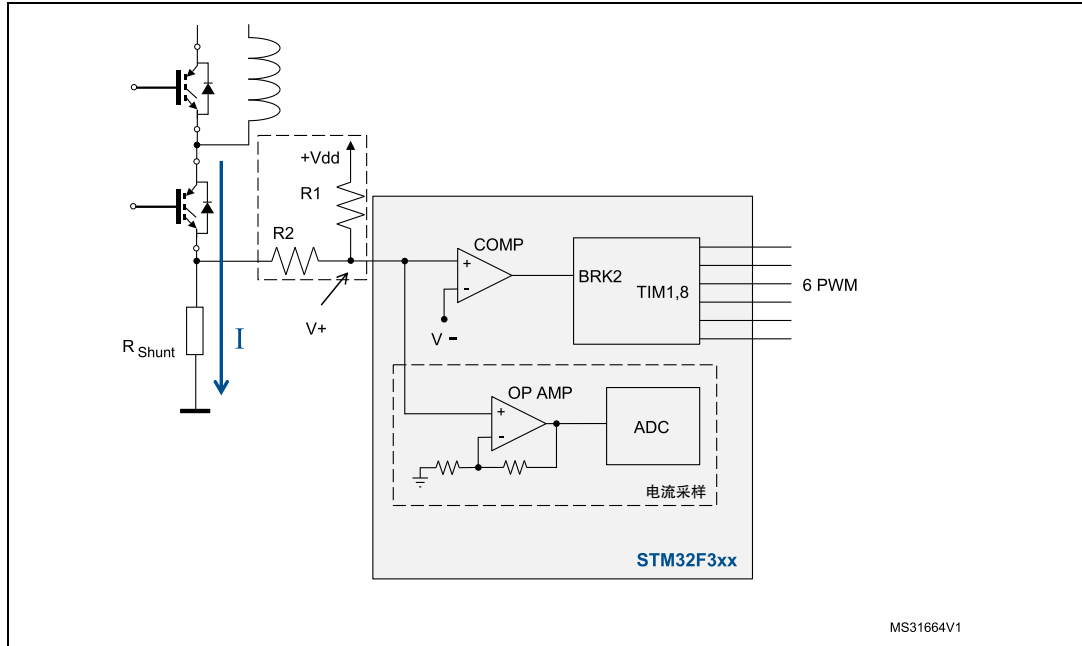 +Vdd
R1
R2
V+
R Shunt
I
COMP
+
-
V -
BRK2
TIM1,8
6 PWM
OP AMP
+
-
ADC
电流采样
STM32F3xx
MS31664V1